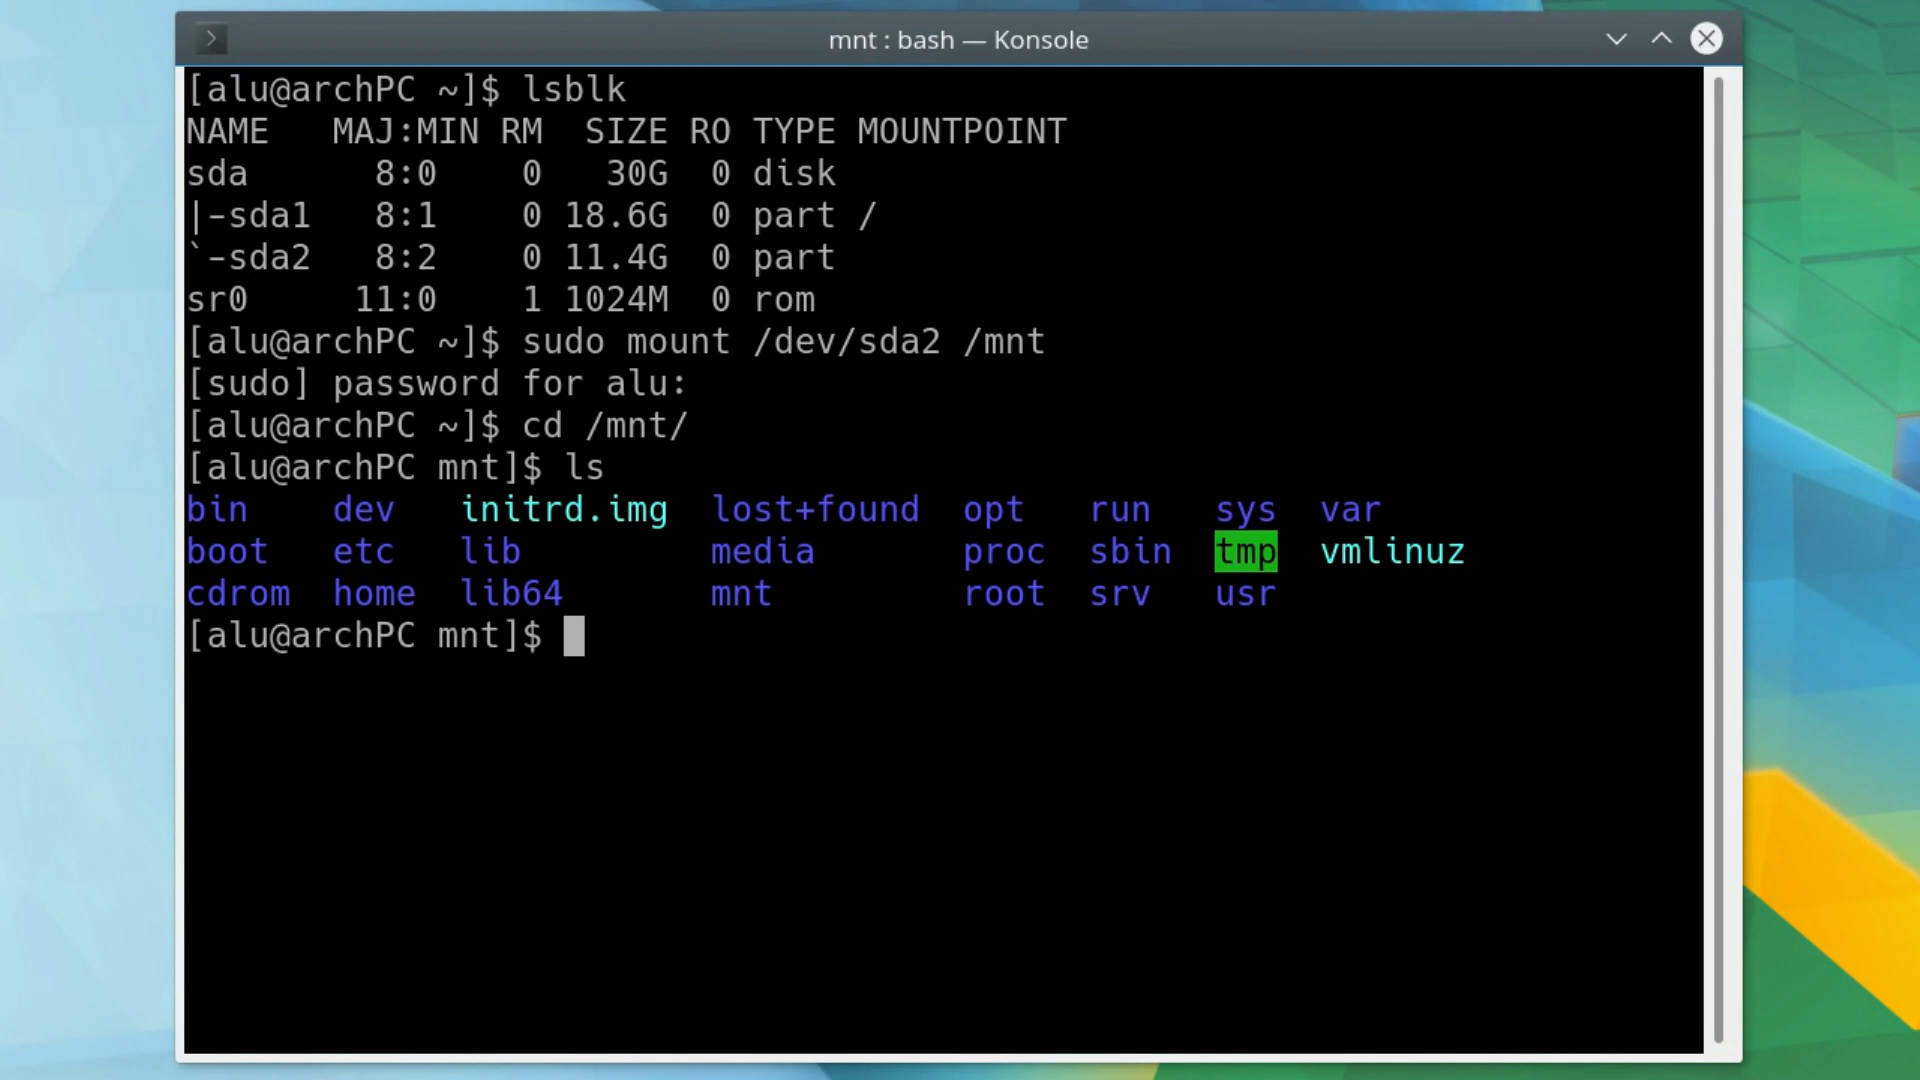 mnt : bash — Konsole
[alu@archPC ~]$ lsblk
NAME   MAJ:MIN RM  SIZE RO TYPE MOUNTPOINT
sda      8:0    0   30G  0 disk
|-sda1   8:1    0 18.6G  0 part /
`-sda2   8:2    0 11.4G  0 part
sr0     11:0    1 1024M  0 rom
[alu@archPC ~]$ sudo mount /dev/sda2 /mnt
[sudo] password for alu:
[alu@archPC ~]$ cd /mnt/
[alu@archPC mnt]$ ls
bin    dev   initrd.img  lost+found  opt   run   sys  var
boot   etc   lib         media       proc  sbin  tmp  vmlinuz
cdrom  home  lib64       mnt         root  srv   usr
[alu@archPC mnt]$